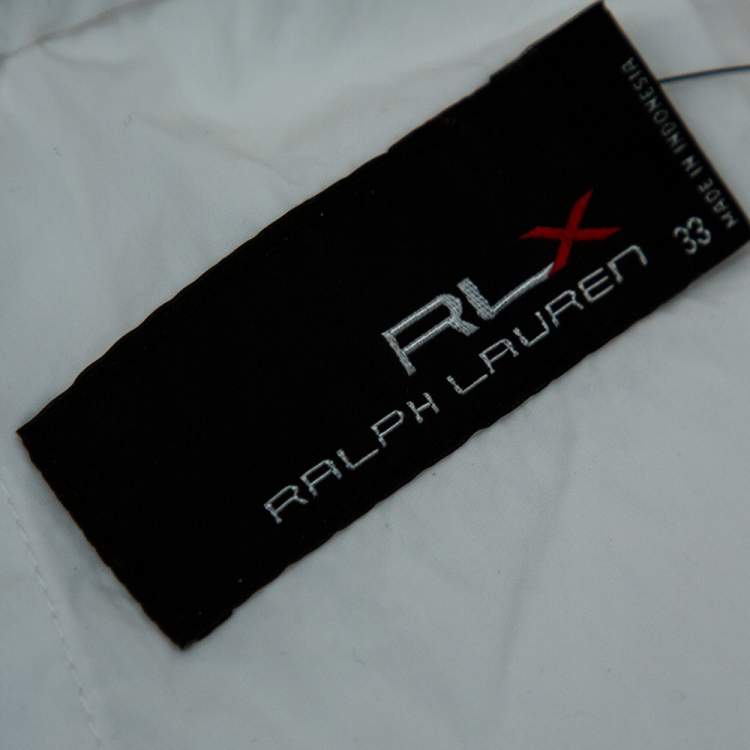 RLX
RALPH LAUREN
33
MADE IN INDONESIA